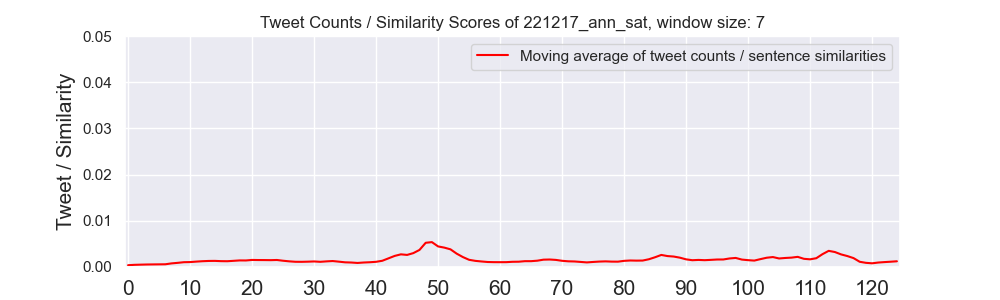 Tweet Counts / Similarity Scores of 221217_ann_sat, window size: 7
Moving average of tweet counts / sentence similarities
Tweet / Similarity
0.05
0.04
0.03
0.02
0.01
0.00
0 10 20 30 40 50 60 70 80 90 100 110 120